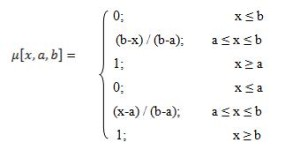 0; x ≤ b
(b-x) / (b-a); a ≤ x ≤ b
μ[x,a,b] = 1; x ≥ a
0; x ≤ a
(x-a) / (b-a); a ≤ x ≤ b
1; x ≥ b